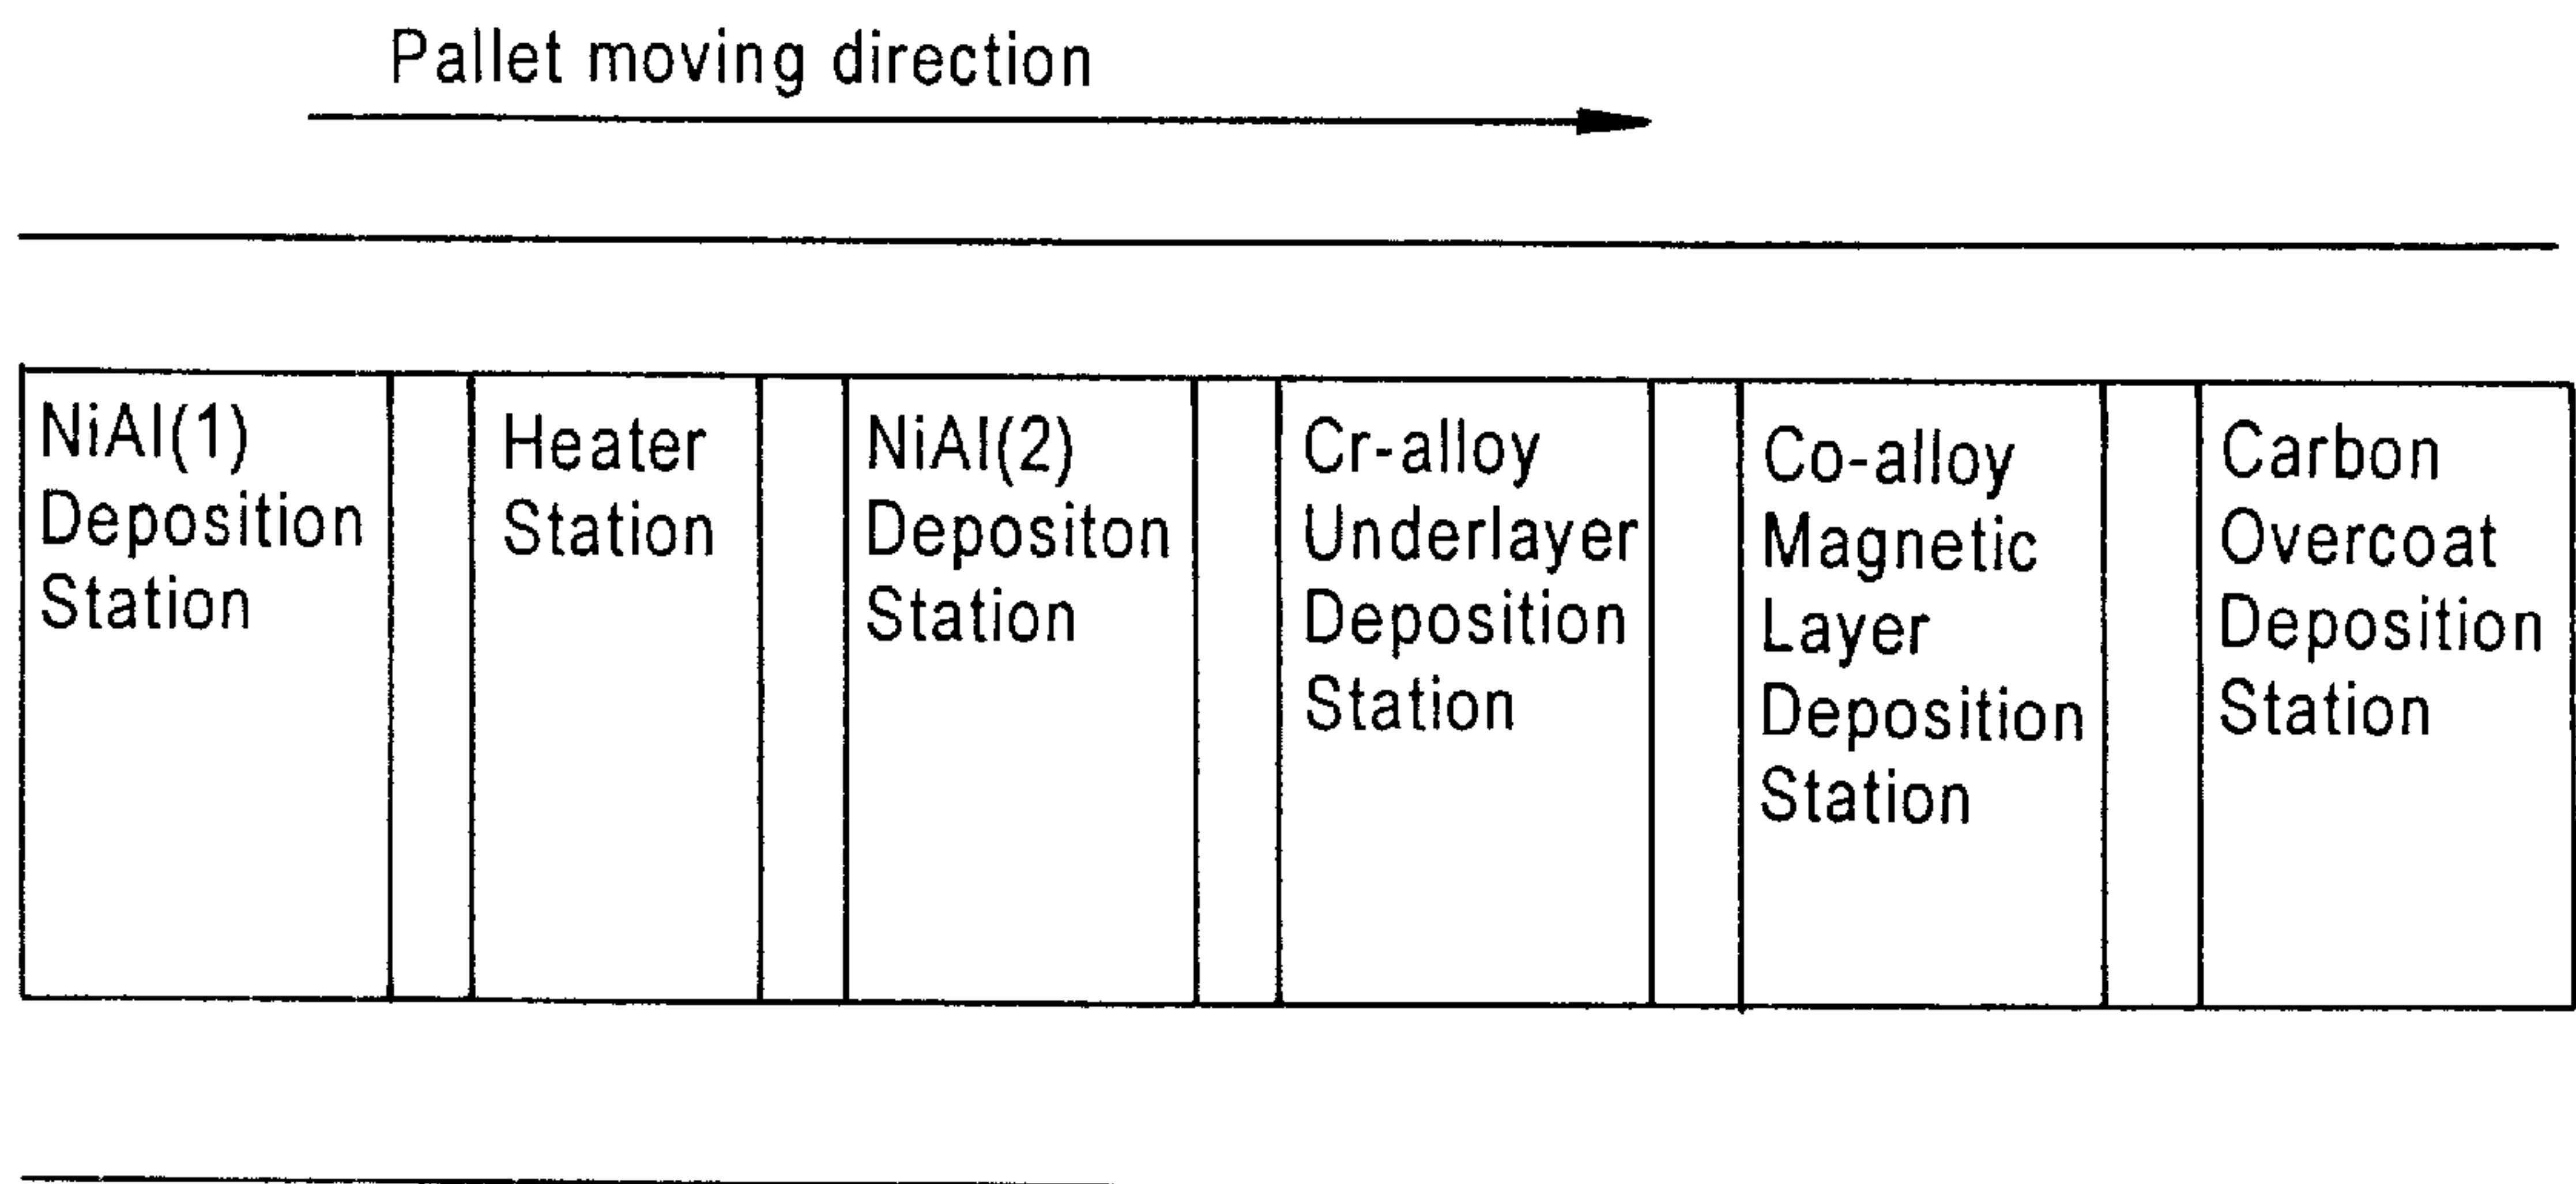 Pallet moving direction
NiAl(1)
Deposition
Station
Heater
Station
NiAl(2)
Depositon
Station
Cr-alloy
Underlayer
Deposition
Station
Co-alloy
Magnetic
Layer
Deposition
Station
Carbon
Overcoat
Deposition
Station